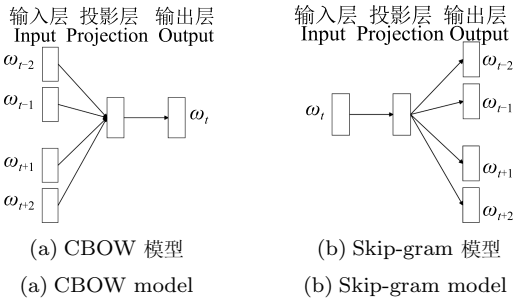 输入层 投影层 输出层
Input Projection Output
ω_{t−2}
ω_{t−1}
ω_t
ω_{t+1}
ω_{t+2}
(a) CBOW 模型
(a) CBOW model
输入层 投影层 输出层
Input Projection Output
ω_{t−2}
ω_{t−1}
ω_t
ω_{t+1}
ω_{t+2}
(b) Skip-gram 模型
(b) Skip-gram model